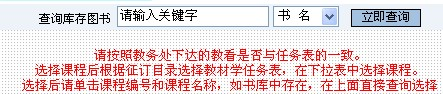 查询库存图书 请输入关键字 书 名 立即查询
请按照教务处下达的教看是否与任务表的一致。
选择课程后根据征订目录选择教材学任务表，在下拉表中选择课程。
选择后请单击课程编号和课程名称，如书库中存在，在上面直接查询选择